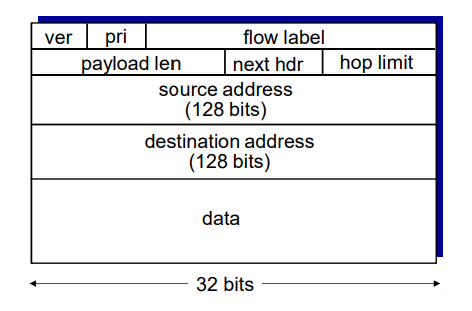 ver pri flow label
payload len next hdr hop limit
source address
(128 bits)
destination address
(128 bits)
data
32 bits